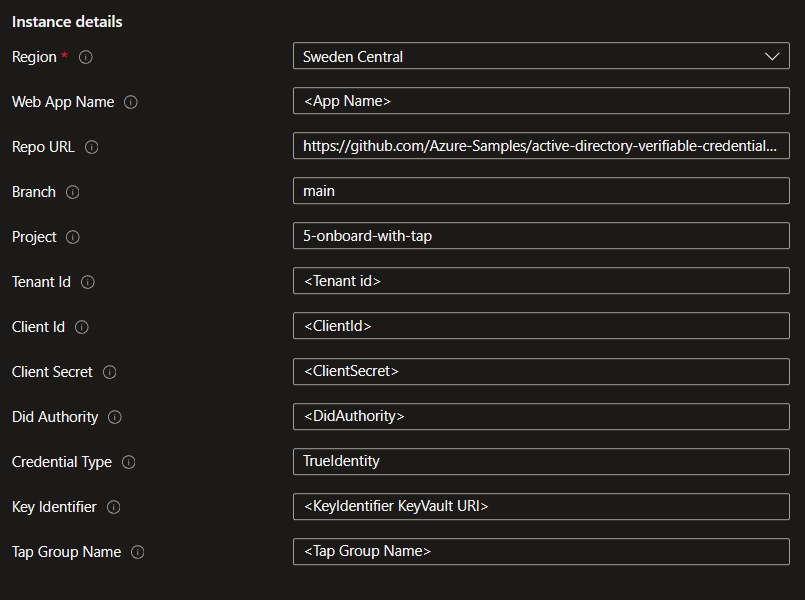 Instance details
Region * Sweden Central
Web App Name <App Name>
Repo URL https://github.com/Azure-Samples/active-directory-verifiable-credential...
Branch main
Project 5-onboard-with-tap
Tenant Id <Tenant id>
Client Id <ClientId>
Client Secret <ClientSecret>
Did Authority <DidAuthority>
Credential Type TrueIdentity
Key Identifier <KeyIdentifier KeyVault URI>
Tap Group Name <Tap Group Name>